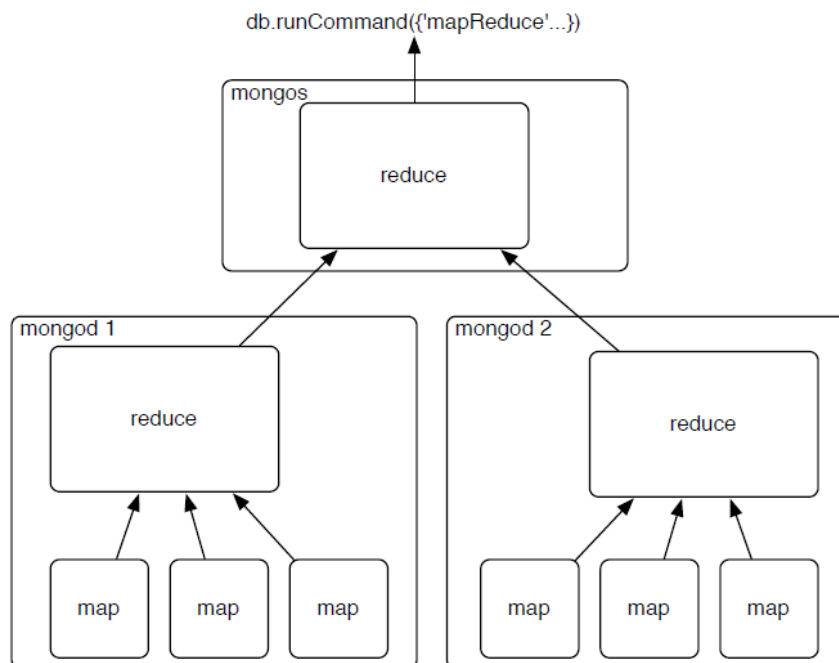 db.runCommand({'mapReduce'...})
mongos
reduce
mongod 1
mongod 2
reduce
reduce
map
map
map
map
map
map